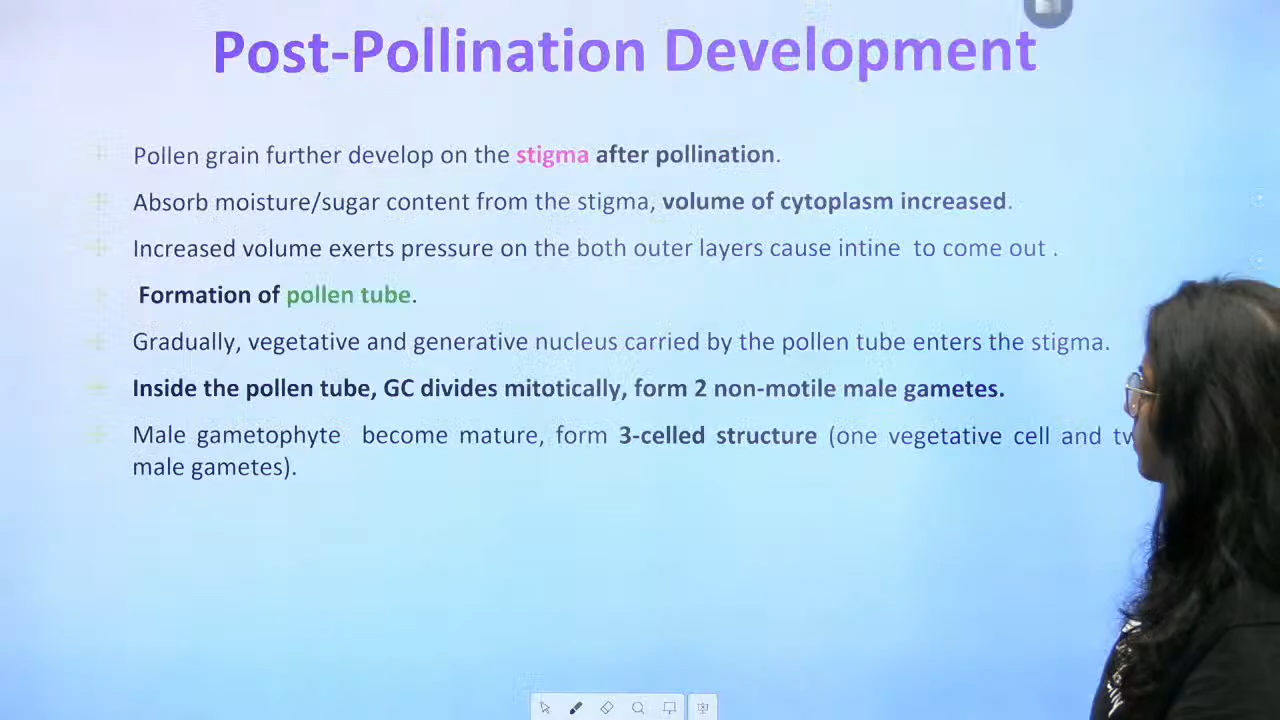 Post-Pollination Development
Pollen grain further develop on the stigma after pollination.
Absorb moisture/sugar content from the stigma, volume of cytoplasm increased.
Increased volume exerts pressure on the both outer layers cause intine to come out .
Formation of pollen tube.
Gradually, vegetative and generative nucleus carried by the pollen tube enters the stigma.
Inside the pollen tube, GC divides mitotically, form 2 non-motile male gametes.
Male gametophyte become mature, form 3-celled structure (one vegetative cell and
male gametes).